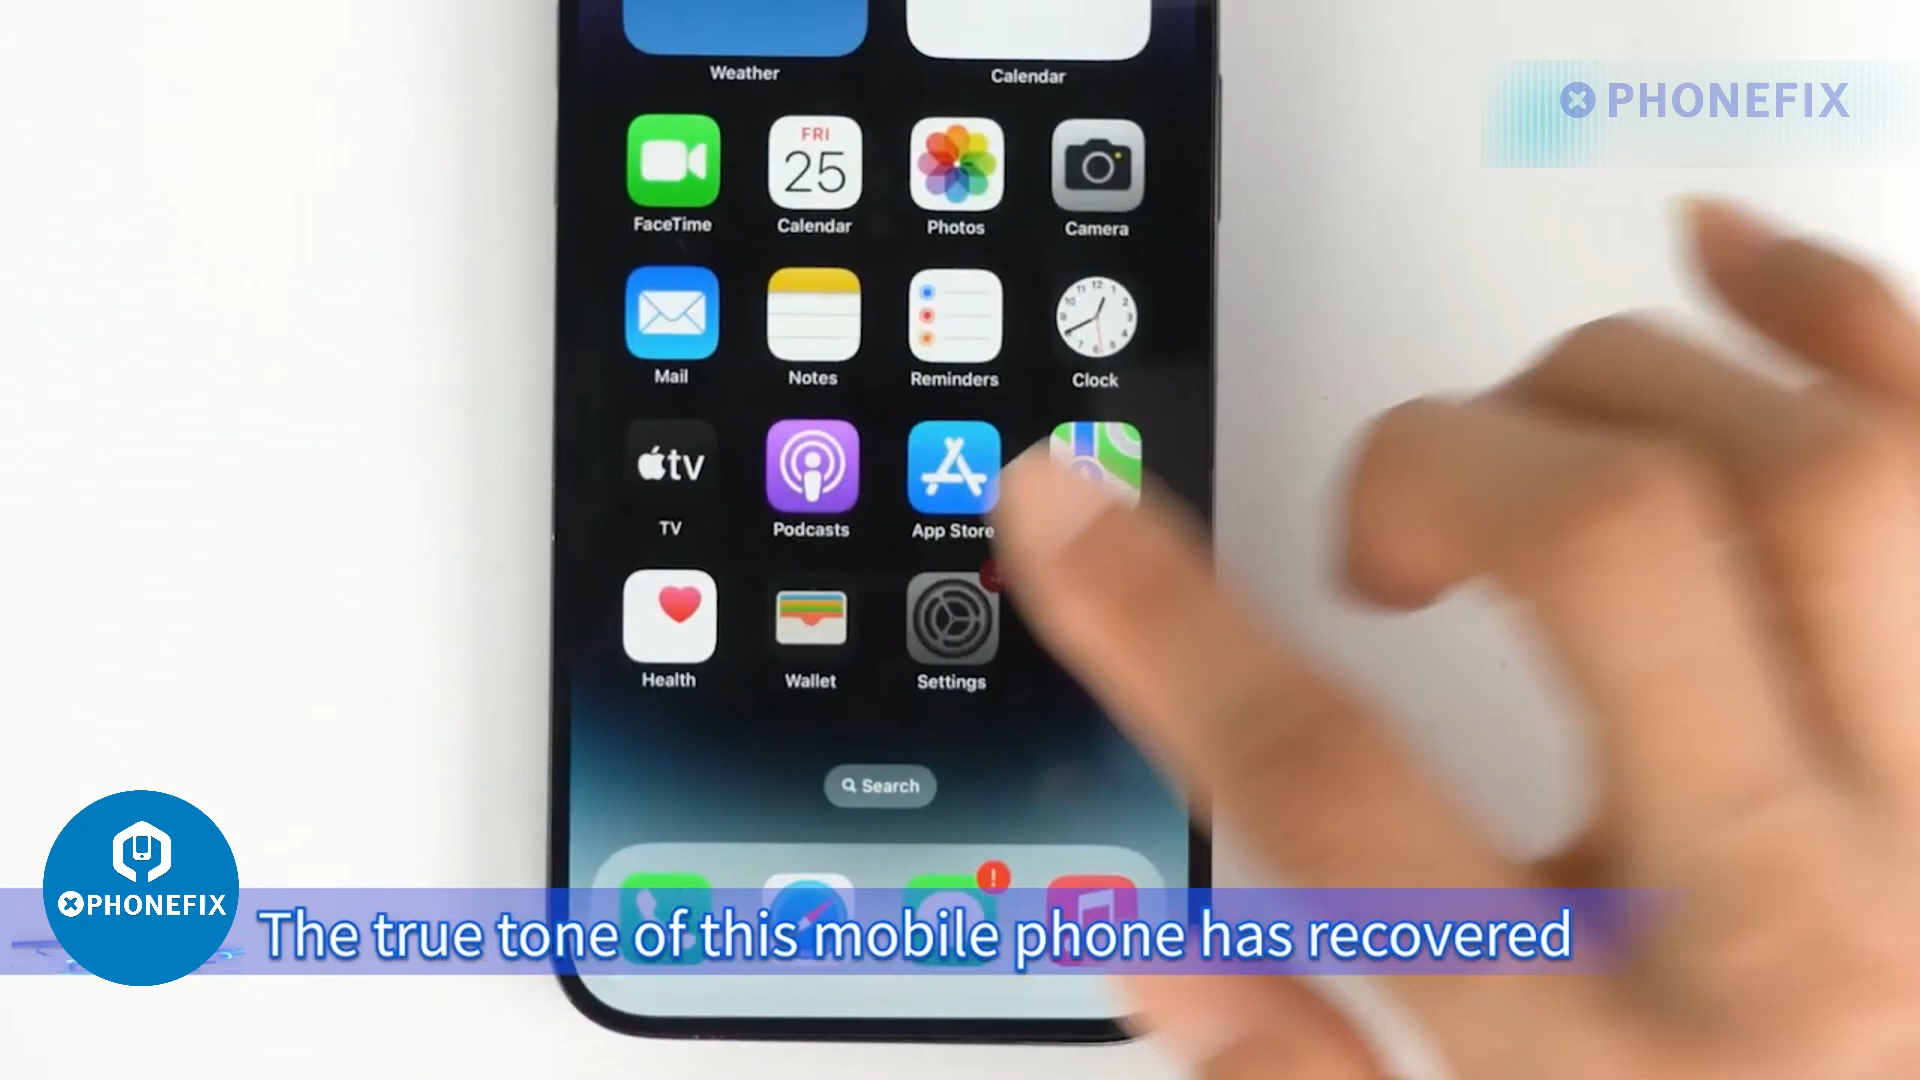 Weather
Calendar
PHONEFIX
FRI
25
FaceTime
Calendar
Photos
Camera
Mail
Notes
Reminders
Clock
tv
TV
Podcasts
App Store
Health
Wallet
Settings
Search
!
PHONEFIX
The true tone of this mobile phone has recovered